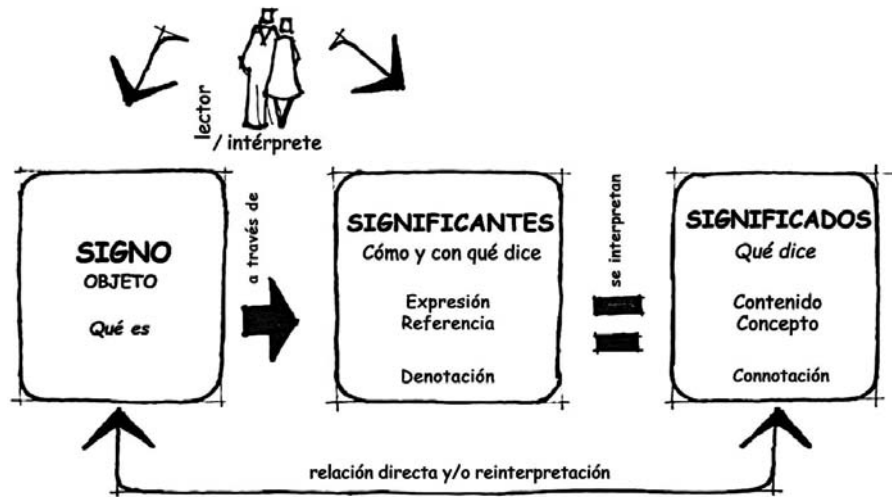 lector
/ intérprete
SIGNO
OBJETO
Qué es
a través de
SIGNIFICANTES
Cómo y con qué dice
Expresión
Referencia
Denotación
se interpretan
SIGNIFICADOS
Qué dice
Contenido
Concepto
Connotación
relación directa y/o reinterpretación